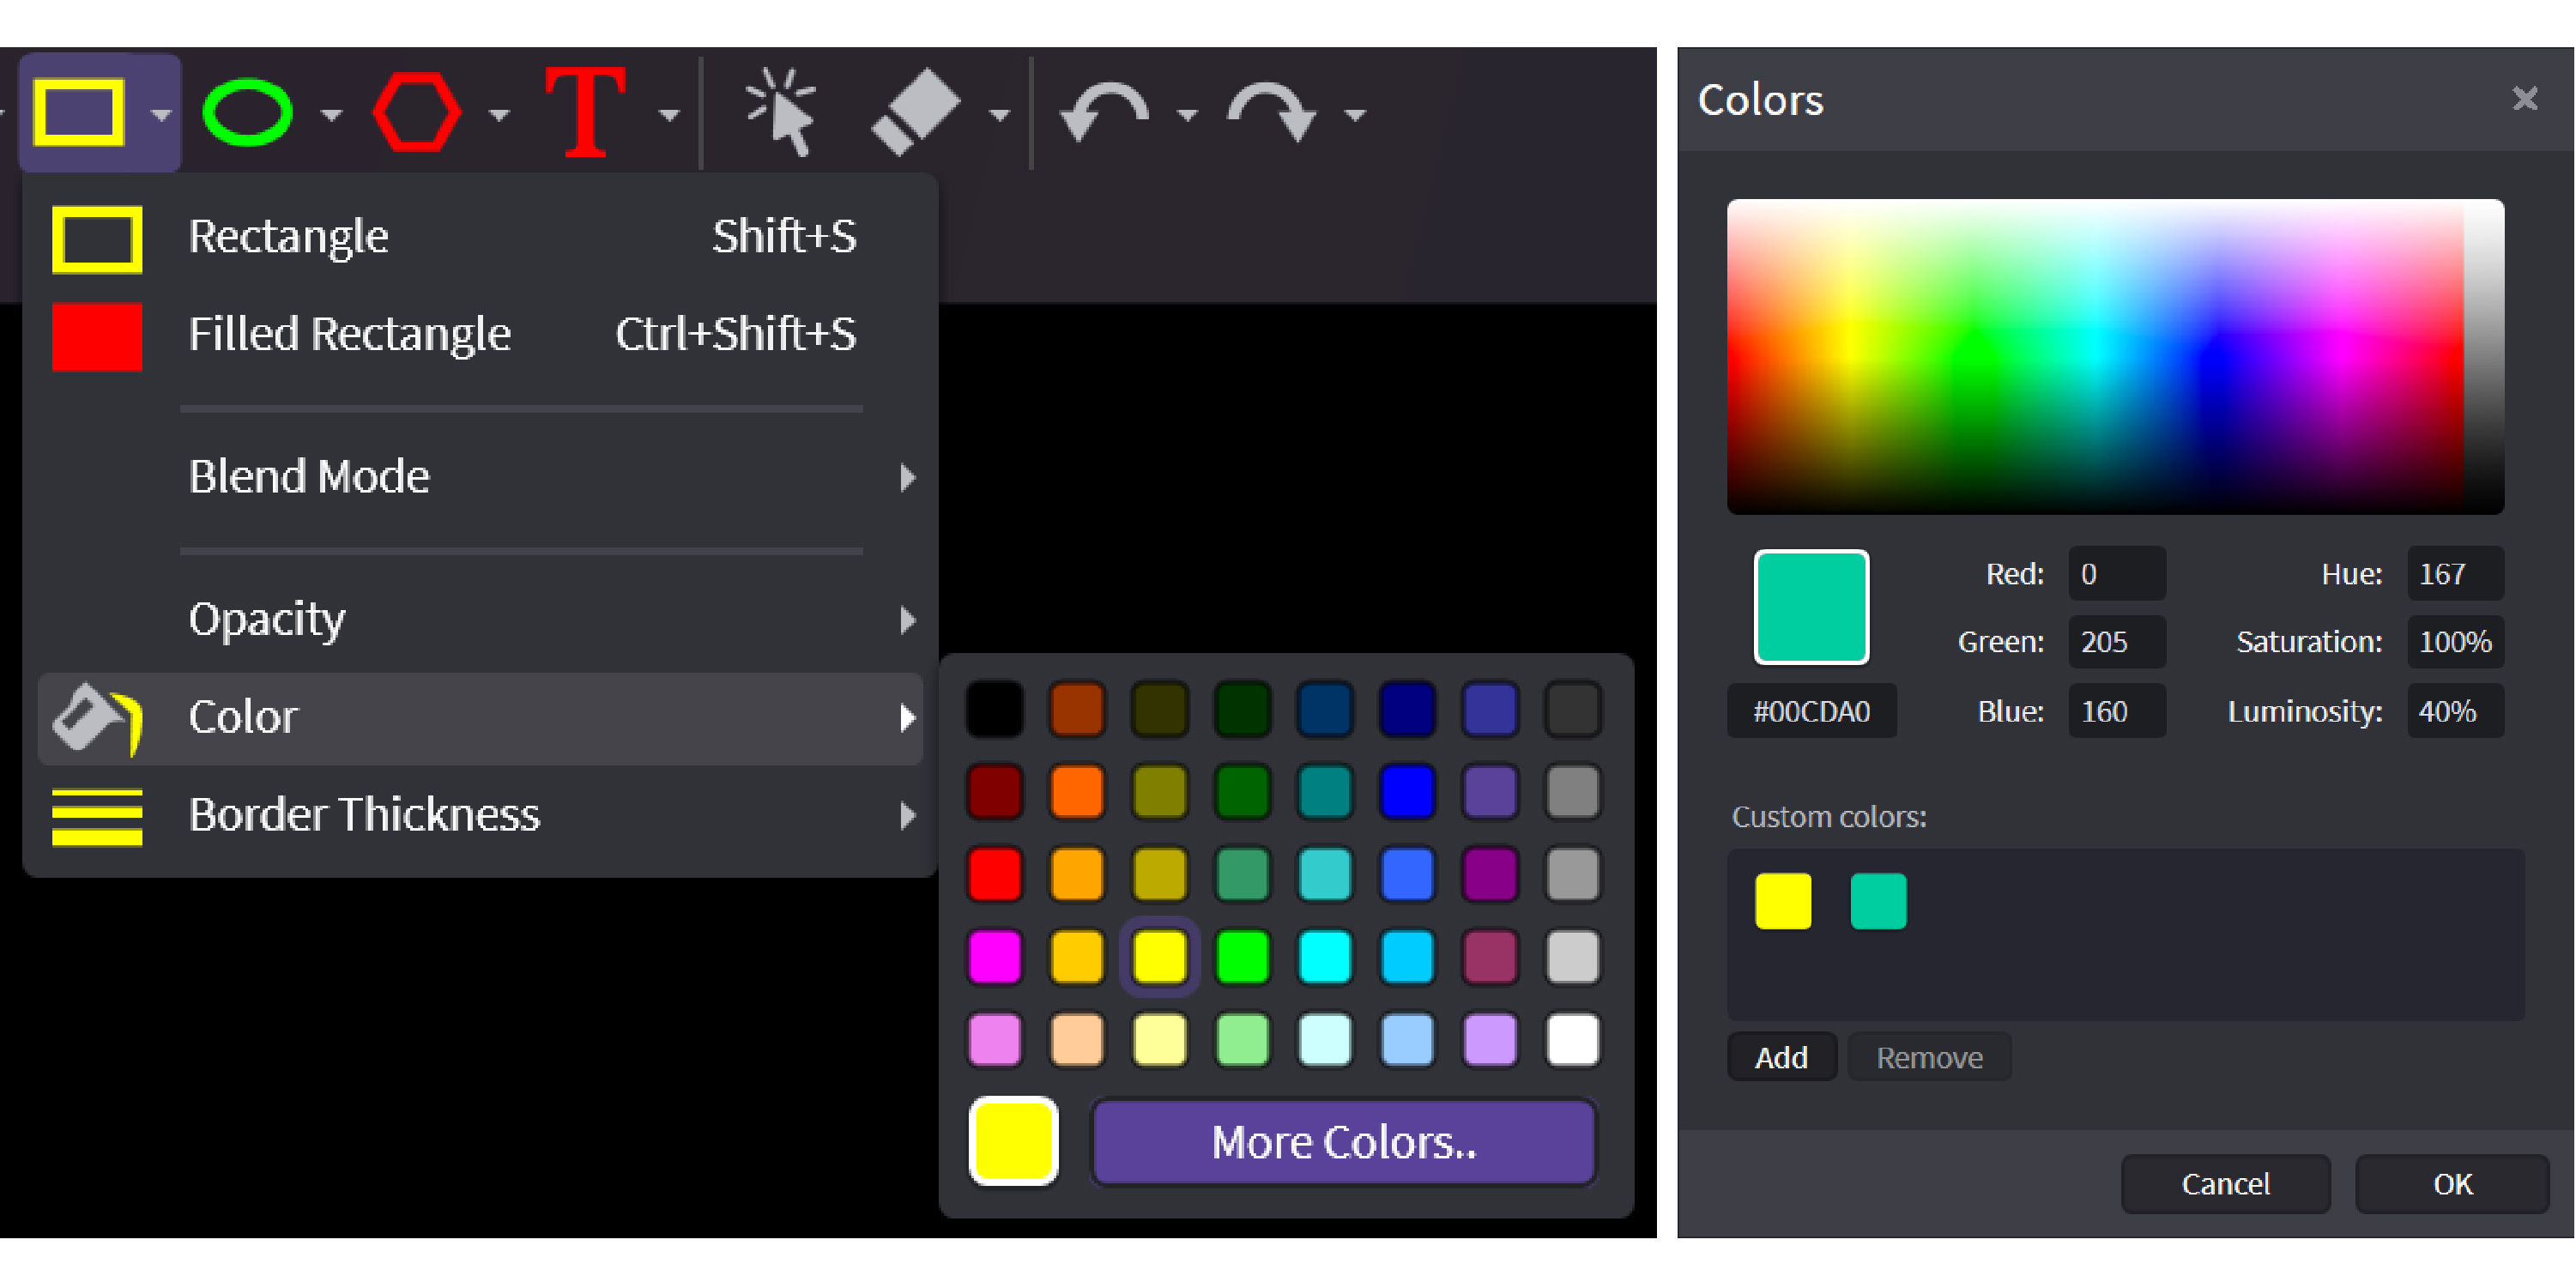 T
Rectangle Shift+S
Filled Rectangle Ctrl+Shift+S
Blend Mode
Opacity
Color
Border Thickness
More Colors..
Colors
Red: 0 Hue: 167
Green: 205 Saturation: 100%
#00CDA0 Blue: 160 Luminosity: 40%
Custom colors:
Add Remove
Cancel OK